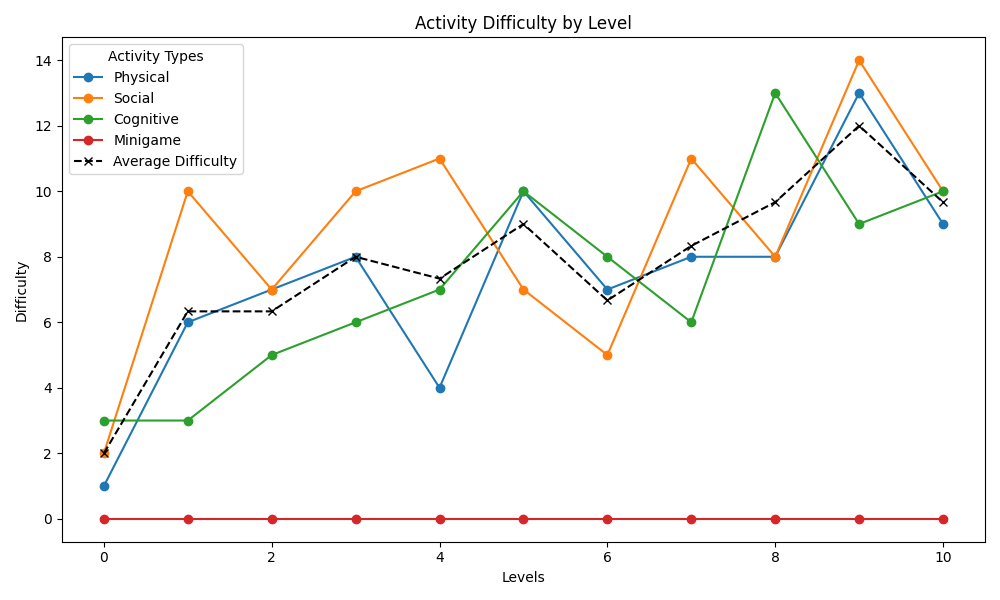 Activity Difficulty by Level
Activity Types
Physical
Social
Cognitive
Minigame
Average Difficulty
Difficulty
14
12
10
8
6
4
2
0
0 2 4 6 8 10
Levels